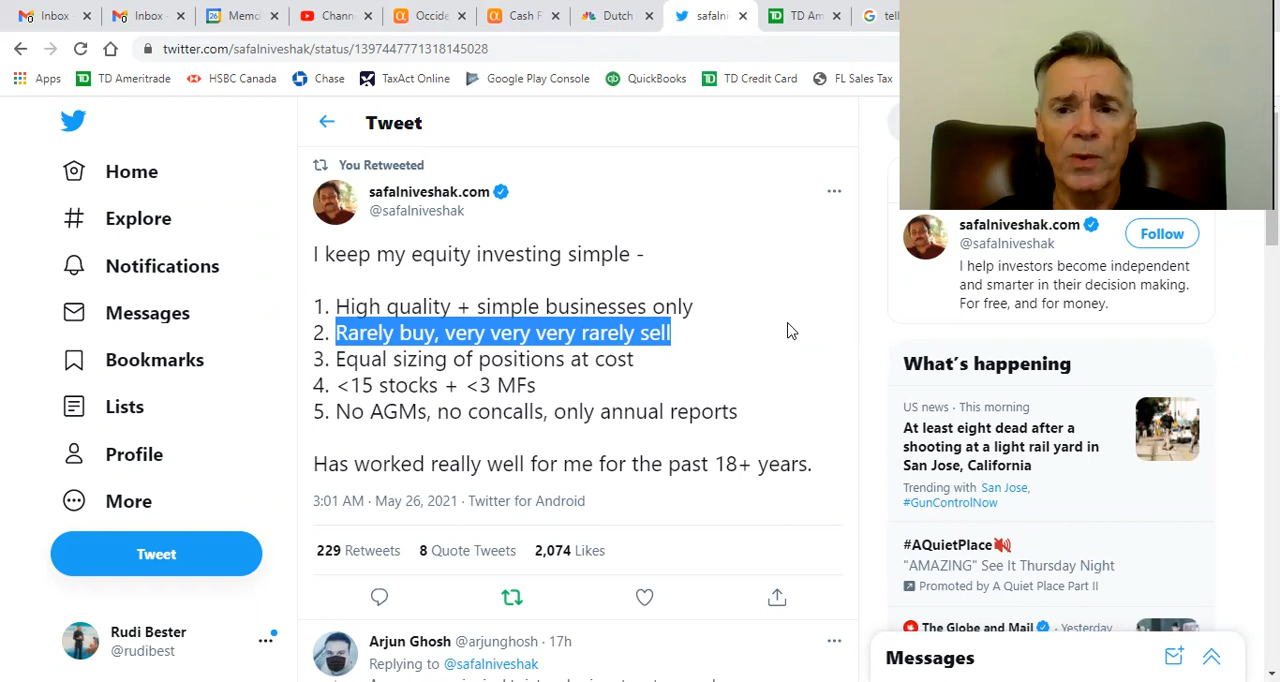 Inbox -
Inbox -
Memc
Chann
Occide
Cash F
Dutch
safalni
TD Am
tell
twitter.com/safalniveshak/status/1397447771318145028
Apps
TD Ameritrade
HSBC Canada
Chase
TaxAct Online
Google Play Console
QuickBooks
TD Credit Card
FL Sales Tax
Home
Explore
Notifications
Messages
Bookmarks
Lists
Profile
More
Tweet
Rudi Bester
@rudibest
Tweet
You Retweeted
safalniveshak.com
@safalniveshak
I keep my equity investing simple -
1. High quality + simple businesses only
2. Rarely buy, very very very rarely sell
3. Equal sizing of positions at cost
4. <15 stocks + <3 MFs
5. No AGMs, no concalls, only annual reports
Has worked really well for me for the past 18+ years.
3:01 AM · May 26, 2021 · Twitter for Android
229 Retweets 8 Quote Tweets 2,074 Likes
Arjun Ghosh @arjunghosh · 17h
Replying to @safalniveshak
safalniveshak.com
@safalniveshak
Follow
I help investors become independent
and smarter in their decision making.
For free, and for money.
What's happening
US news · This morning
At least eight dead after a
shooting at a light rail yard in
San Jose, California
Trending with San Jose,
#GunControlNow
#AQuietPlace
"AMAZING" See It Thursday Night
Promoted by A Quiet Place Part II
The Globe and Mail · Yesterday
Messages